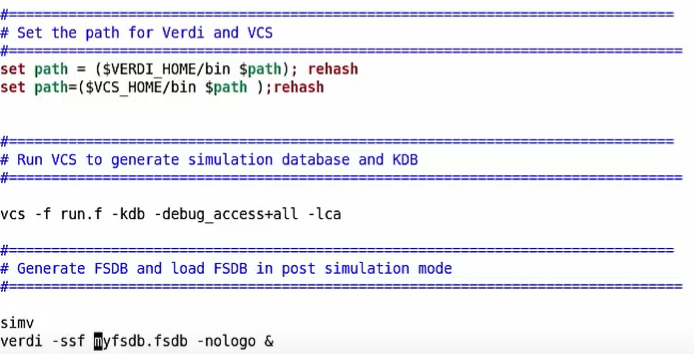 #==============================================================================
# Set the path for Verdi and VCS
#===============================================================================
set path = ($VERDI_HOME/bin $path); rehash
set path=($VCS_HOME/bin $path );rehash
#==============================================================================
# Run VCS to generate simulation database and KDB
#===============================================================================
vcs -f run.f -kdb -debug_access+all -lca
#==============================================================================
# Generate FSDB and load FSDB in post simulation mode
#===============================================================================
simv
verdi -ssf myfsdb.fsdb -nologo &